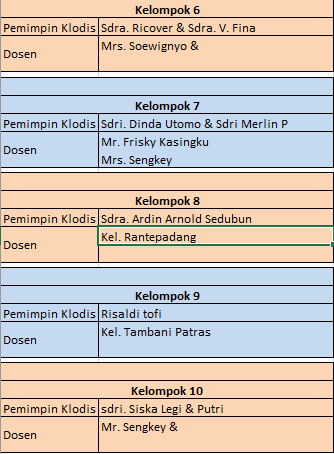 Kelompok 6
Pemimpin Klodis Sdra. Ricover & Sdra. V. Fina
Dosen Mrs. Soewignyo &
Kelompok 7
Pemimpin Klodis Sdri. Dinda Utomo & Sdri Merlin P
Dosen Mr. Frisky Kasingku
Mrs. Sengkey
Kelompok 8
Pemimpin Klodis Sdra. Ardin Arnold Sedubun
Dosen Kel. Rantepadang
Kelompok 9
Pemimpin Klodis Risaldi tofi
Dosen Kel. Tambani Patras
Kelompok 10
Pemimpin Klodis sdri. Siska Legi & Putri
Dosen Mr. Sengkey &